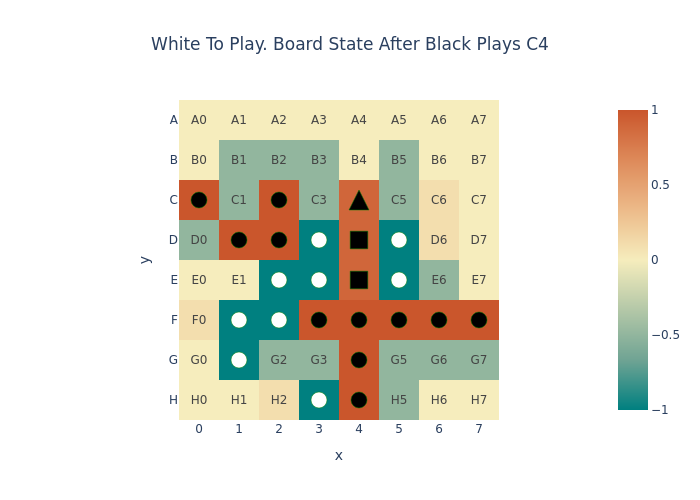 White To Play. Board State After Black Plays C4
A A0 A1 A2 A3 A4 A5 A6 A7 1
B B0 B1 B2 B3 B4 B5 B6 B7
C C1 C3 C5 C6 C7 0.5
D D0 D6 D7
y 0
E E0 E1 E6 E7
F F0 −0.5
G G0 G2 G3 G5 G6 G7
H H0 H1 H2 H5 H6 H7 −1
0 1 2 3 4 5 6 7
x